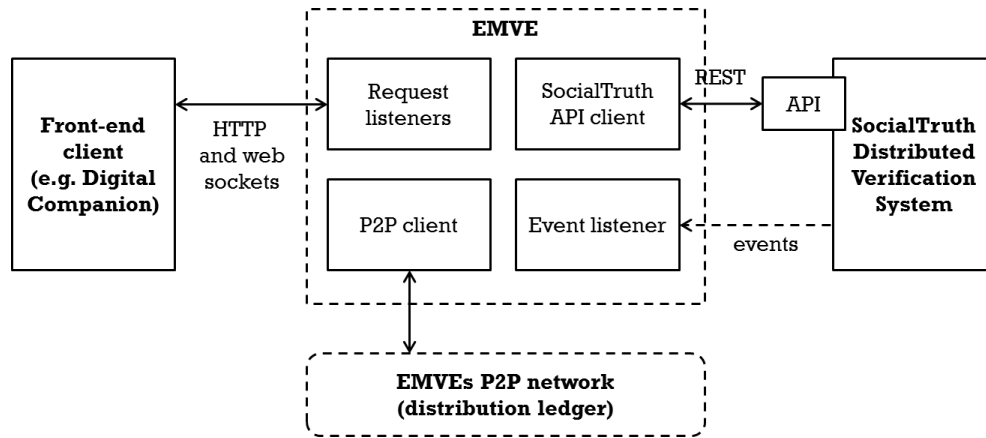 EMVE
Front-end
client
(e.g. Digital
Companion)
HTTP
and web
sockets
Request
listeners
SocialTruth
API client
REST
API
SocialTruth
Distributed
Verification
System
P2P client
Event listener
events
EMVEs P2P network
(distribution ledger)